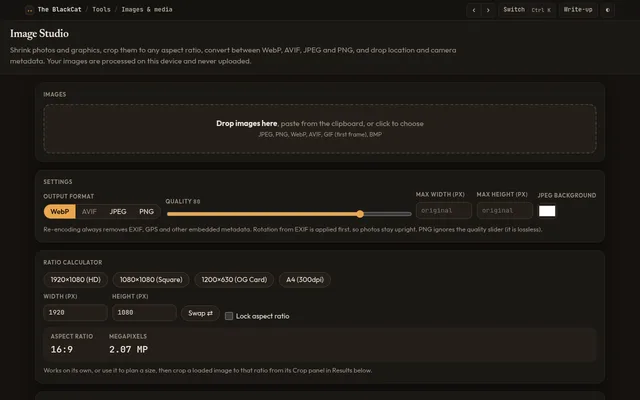 The BlackCat / Tools / Images & media
Switch Ctrl K
Write-up
Image Studio
Shrink photos and graphics, crop them to any aspect ratio, convert between WebP, AVIF, JPEG and PNG, and drop location and camera
metadata. Your images are processed on this device and never uploaded.
IMAGES
Drop images here, paste from the clipboard, or click to choose
JPEG, PNG, WebP, AVIF, GIF (first frame), BMP
SETTINGS
OUTPUT FORMAT
WebP AVIF JPEG PNG
QUALITY 88
MAX WIDTH (PX)
original
MAX HEIGHT (PX)
original
JPEG BACKGROUND
Re-encoding always removes EXIF, GPS and other embedded metadata. Rotation from EXIF is applied first, so photos stay upright. PNG ignores the quality slider (it is lossless).
RATIO CALCULATOR
1920×1080 (HD) 1080×1080 (Square) 1200×630 (OG Card) A4 (300dpi)
WIDTH (PX)
1920
HEIGHT (PX)
1080
Swap ⇄
Lock aspect ratio
ASPECT RATIO
16:9
MEGAPIXELS
2.07 MP
Works on its own, or use it to plan a size, then crop a loaded image to that ratio from its Crop panel in Results below.